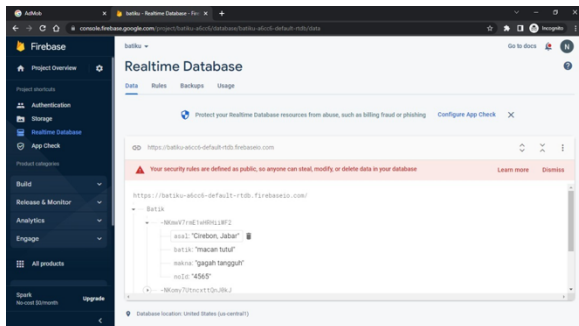 AdMob
batiku - Realtime Database - Fire
console.firebase.google.com/project/batiku-a6cc6/database/batiku-a6cc6-default-rtdb/data
Incognito
Firebase
batiku
Go to docs
N
Project Overview
Realtime Database
Project shortcuts
Data Rules Backups Usage
Authentication
Storage
Realtime Database
App Check
Protect your Realtime Database resources from abuse, such as billing fraud or phishing Configure App Check
Product categories
https://batiku-a6cc6-default-rtdb.firebaseio.com
Build
Your security rules are defined as public, so anyone can steal, modify, or delete data in your database Learn more Dismiss
Release & Monitor
https://batiku-a6cc6-default-rtdb.firebaseio.com/
Analytics
Batik
Engage
asal: "Cirebon, Jabar"
batik: "macan tutul"
All products
makna: "gagah tangguh"
noId: "4565"
Spark
No-cost $0/month
Upgrade
Database location: United States (us-central1)